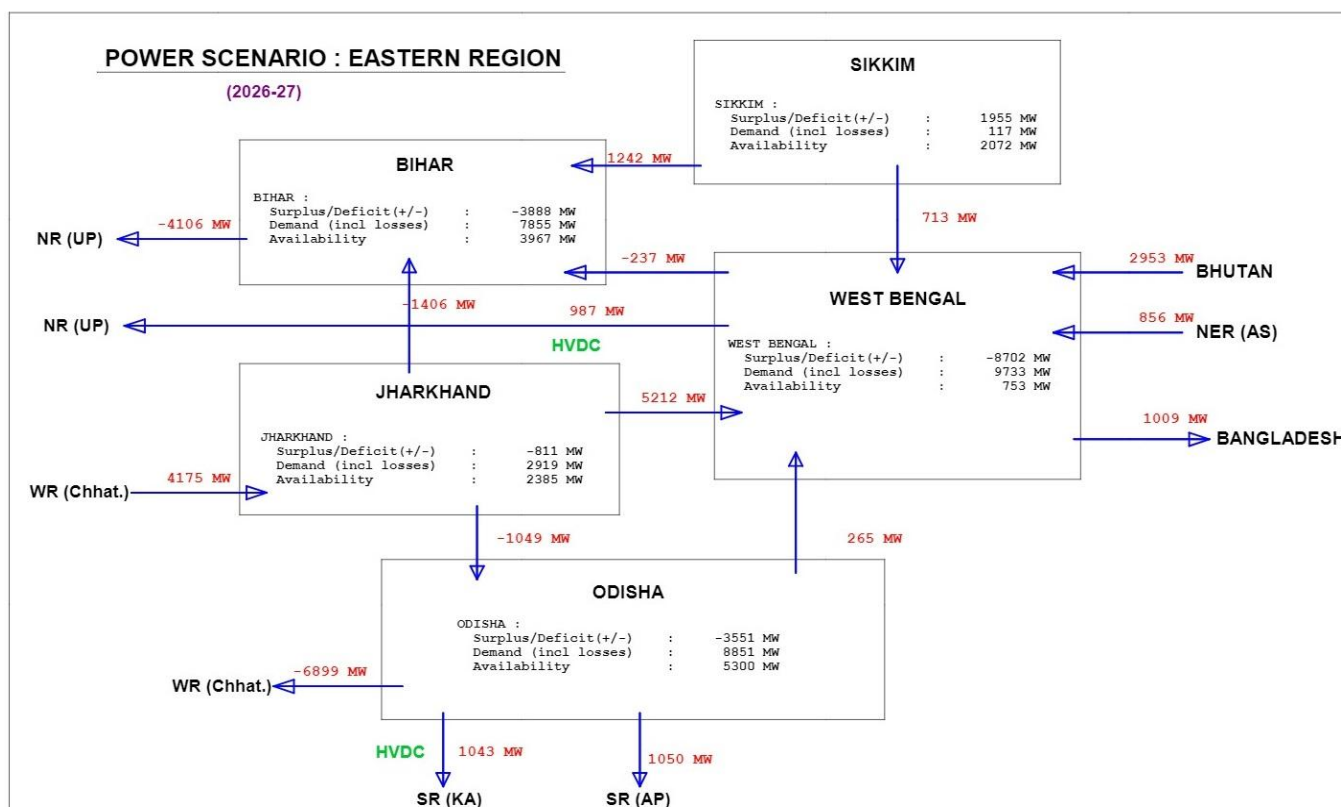 POWER SCENARIO : EASTERN REGION
(2026-27)
SIKKIM
SIKKIM :
Surplus/Deficit(+/-) : 1955 MW
Demand (incl losses) : 117 MW
Availability : 2072 MW
BIHAR
BIHAR :
Surplus/Deficit(+/-) : -3888 MW
Demand (incl losses) : 7855 MW
Availability : 3967 MW
1242 MW
713 MW
-4106 MW
NR (UP)
-237 MW
2953 MW
BHUTAN
WEST BENGAL
WEST BENGAL :
Surplus/Deficit(+/-) : -8702 MW
Demand (incl losses) : 9733 MW
Availability : 753 MW
-1406 MW
987 MW
NR (UP)
HVDC
856 MW
NER (AS)
JHARKHAND
JHARKHAND :
Surplus/Deficit(+/-) : -811 MW
Demand (incl losses) : 2919 MW
Availability : 2385 MW
5212 MW
1009 MW
BANGLADESH
4175 MW
WR (Chhat.)
-1049 MW
265 MW
ODISHA
ODISHA :
Surplus/Deficit(+/-) : -3551 MW
Demand (incl losses) : 8851 MW
Availability : 5300 MW
-6899 MW
WR (Chhat.)
HVDC
1043 MW
1050 MW
SR (KA)
SR (AP)